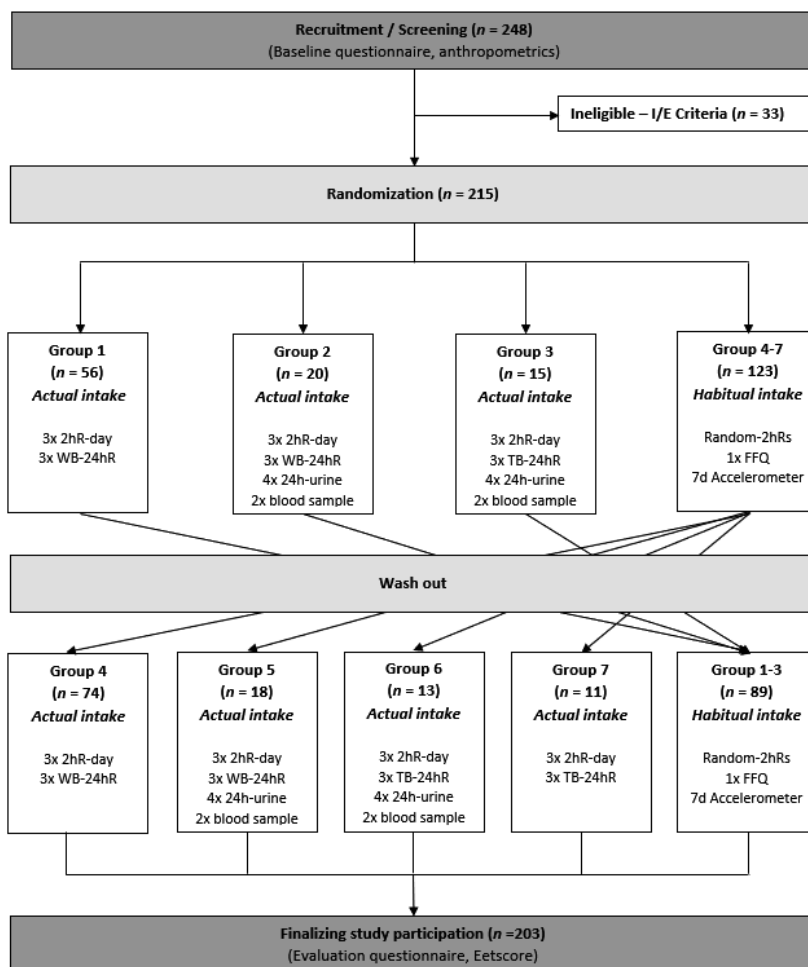 Recruitment / Screening (n = 248)
(Baseline questionnaire, anthropometrics)
Ineligible – I/E Criteria (n = 33)
Randomization (n = 215)
Group 1
(n = 56)
Actual intake
3x 2hR-day
3x WB-24hR
Group 2
(n = 20)
Actual intake
3x 2hR-day
3x WB-24hR
4x 24h-urine
2x blood sample
Group 3
(n = 15)
Actual intake
3x 2hR-day
3x TB-24hR
4x 24h-urine
2x blood sample
Group 4-7
(n = 123)
Habitual intake
Random-2hRs
1x FFQ
7d Accelerometer
Wash out
Group 4
(n = 74)
Actual intake
3x 2hR-day
3x WB-24hR
Group 5
(n = 18)
Actual intake
3x 2hR-day
3x WB-24hR
4x 24h-urine
2x blood sample
Group 6
(n = 13)
Actual intake
3x 2hR-day
3x TB-24hR
4x 24h-urine
2x blood sample
Group 7
(n = 11)
Actual intake
3x 2hR-day
3x TB-24hR
Group 1-3
(n = 89)
Habitual intake
Random-2hRs
1x FFQ
7d Accelerometer
Finalizing study participation (n =203)
(Evaluation questionnaire, Eetscore)